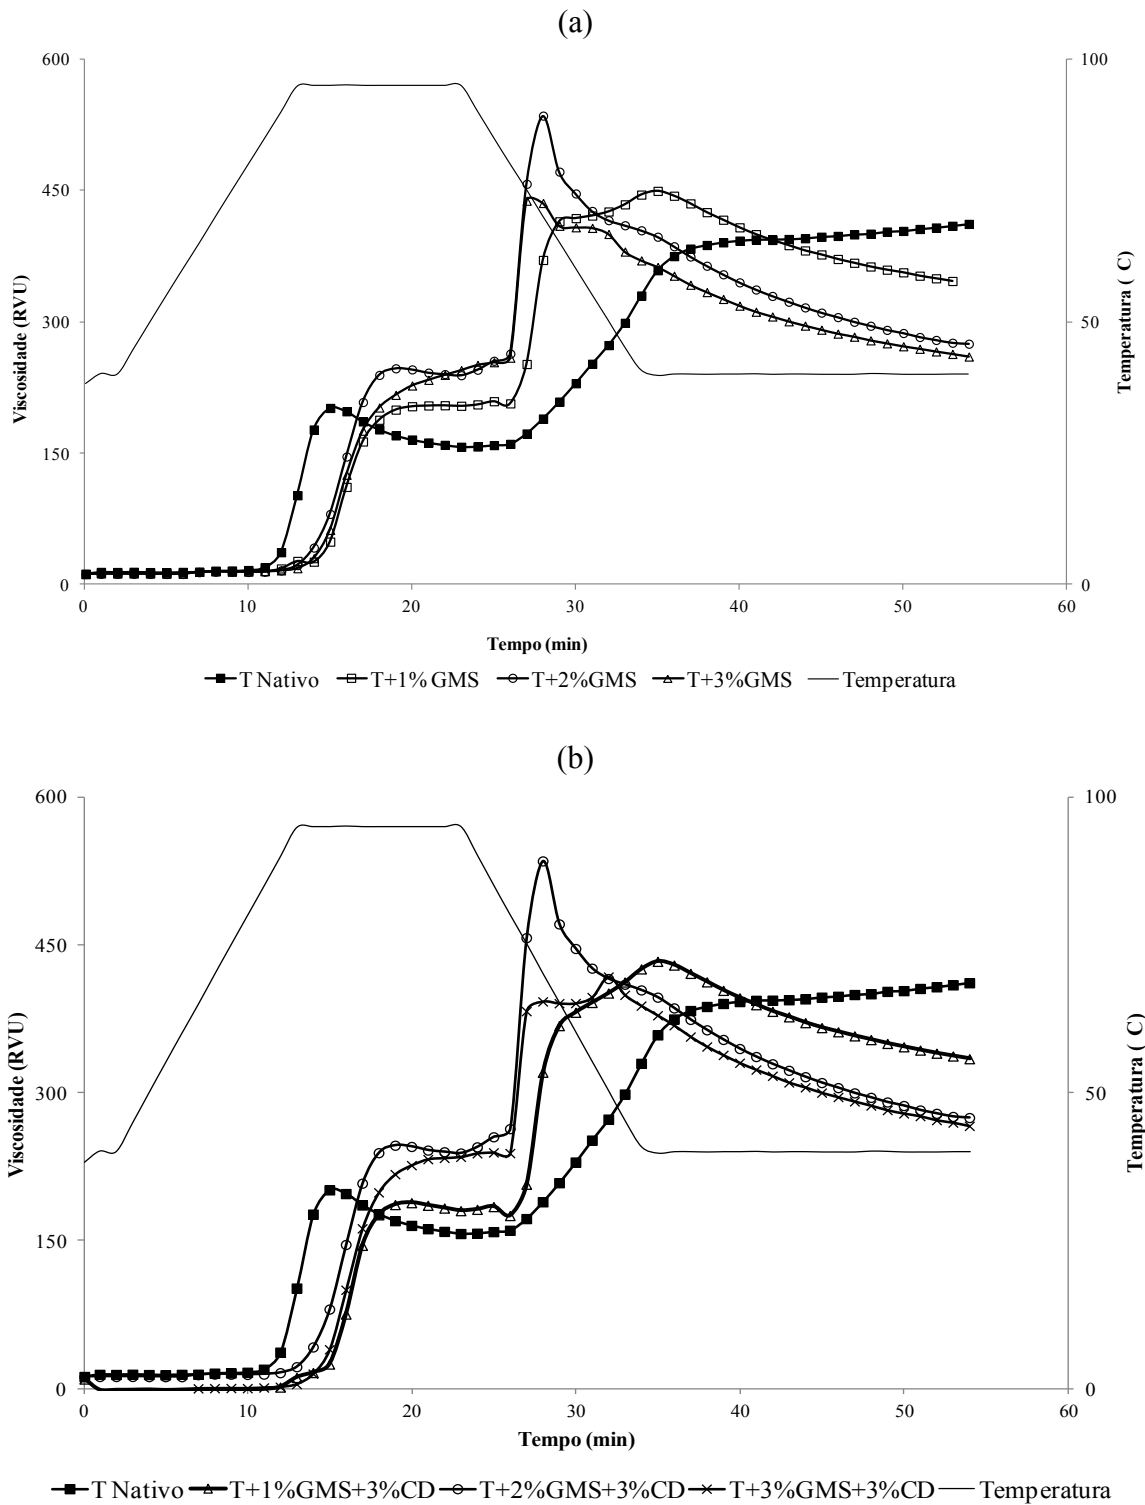 (a)
600
450
300
150
0
Viscosidade (RVU)
100
50
0
Temperatura ( C)
0 10 20 30 40 50 60
Tempo (min)
T Nativo T+1% GMS T+2%GMS T+3%GMS Temperatura
(b)
600
450
300
150
0
Viscosidade (RVU)
100
50
0
Temperatura ( C)
0 10 20 30 40 50 60
Tempo (min)
T Nativo T+1%GMS+3%CD T+2%GMS+3%CD T+3%GMS+3%CD Temperatura